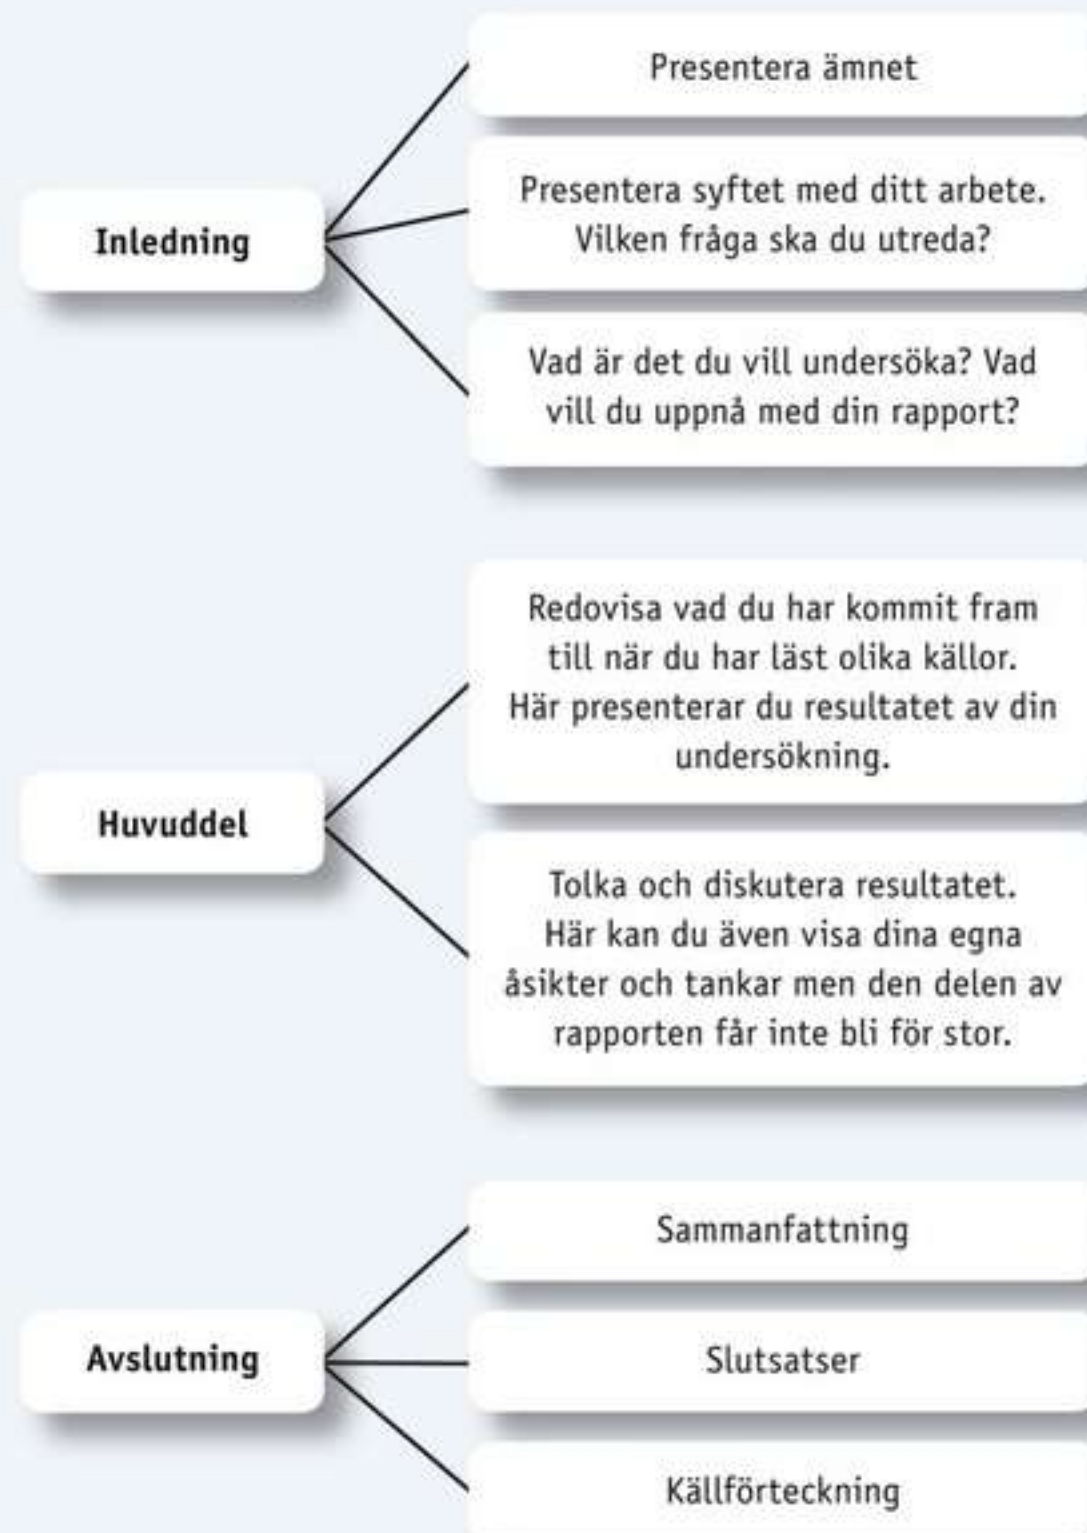 Inledning
Presentera ämnet
Presentera syftet med ditt arbete.
Vilken fråga ska du utreda?
Vad är det du vill undersöka? Vad
vill du uppnå med din rapport?
Huvuddel
Redovisa vad du har kommit fram
till när du har läst olika källor.
Här presenterar du resultatet av din
undersökning.
Tolka och diskutera resultatet.
Här kan du även visa dina egna
åsikter och tankar men den delen av
rapporten får inte bli för stor.
Avslutning
Sammanfattning
Slutsatser
Källförteckning